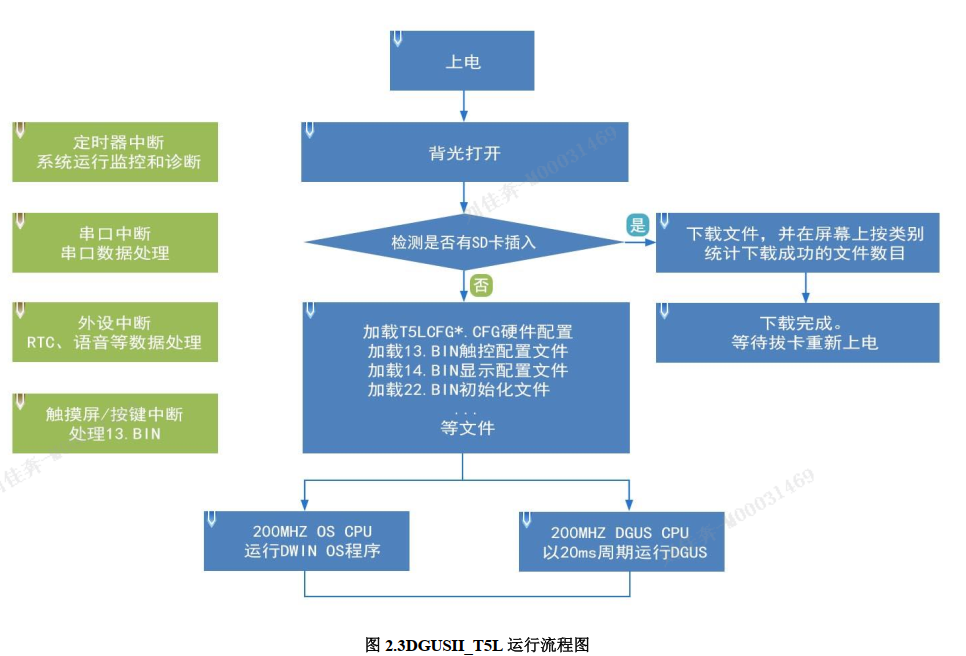 上电
背光打开
检测是否有SD卡插入
是
否
下载文件，并在屏幕上按类别
统计下载成功的文件数目
下载完成。
等待拔卡重新上电
加载T5LCFG*.CFG硬件配置
加载13.BIN触控配置文件
加载14.BIN显示配置文件
加载22.BIN初始化文件
...
等文件
200MHZ OS CPU
运行DWIN OS程序
200MHZ DGUS CPU
以20ms周期运行DGUS
定时器中断
系统运行监控和诊断
串口中断
串口数据处理
外设中断
RTC、语音等数据处理
触摸屏/按键中断
处理13.BIN
图 2.3DGUSII_T5L 运行流程图